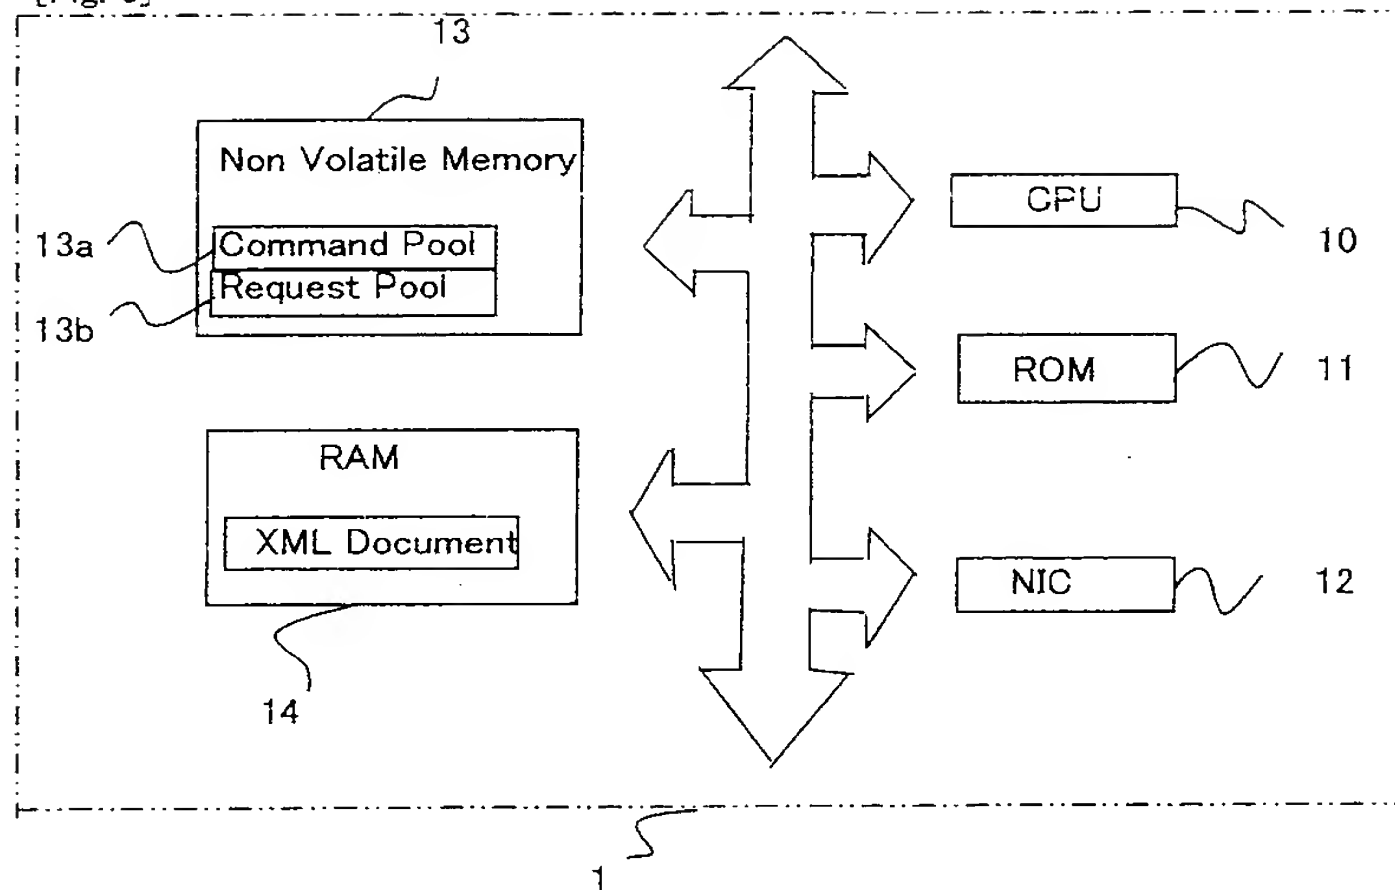 13
Non Volatile Memory
CPU
13a
Command Pool
10
Request Pool
13b
ROM
11
RAM
XML Document
NIC
12
14
1